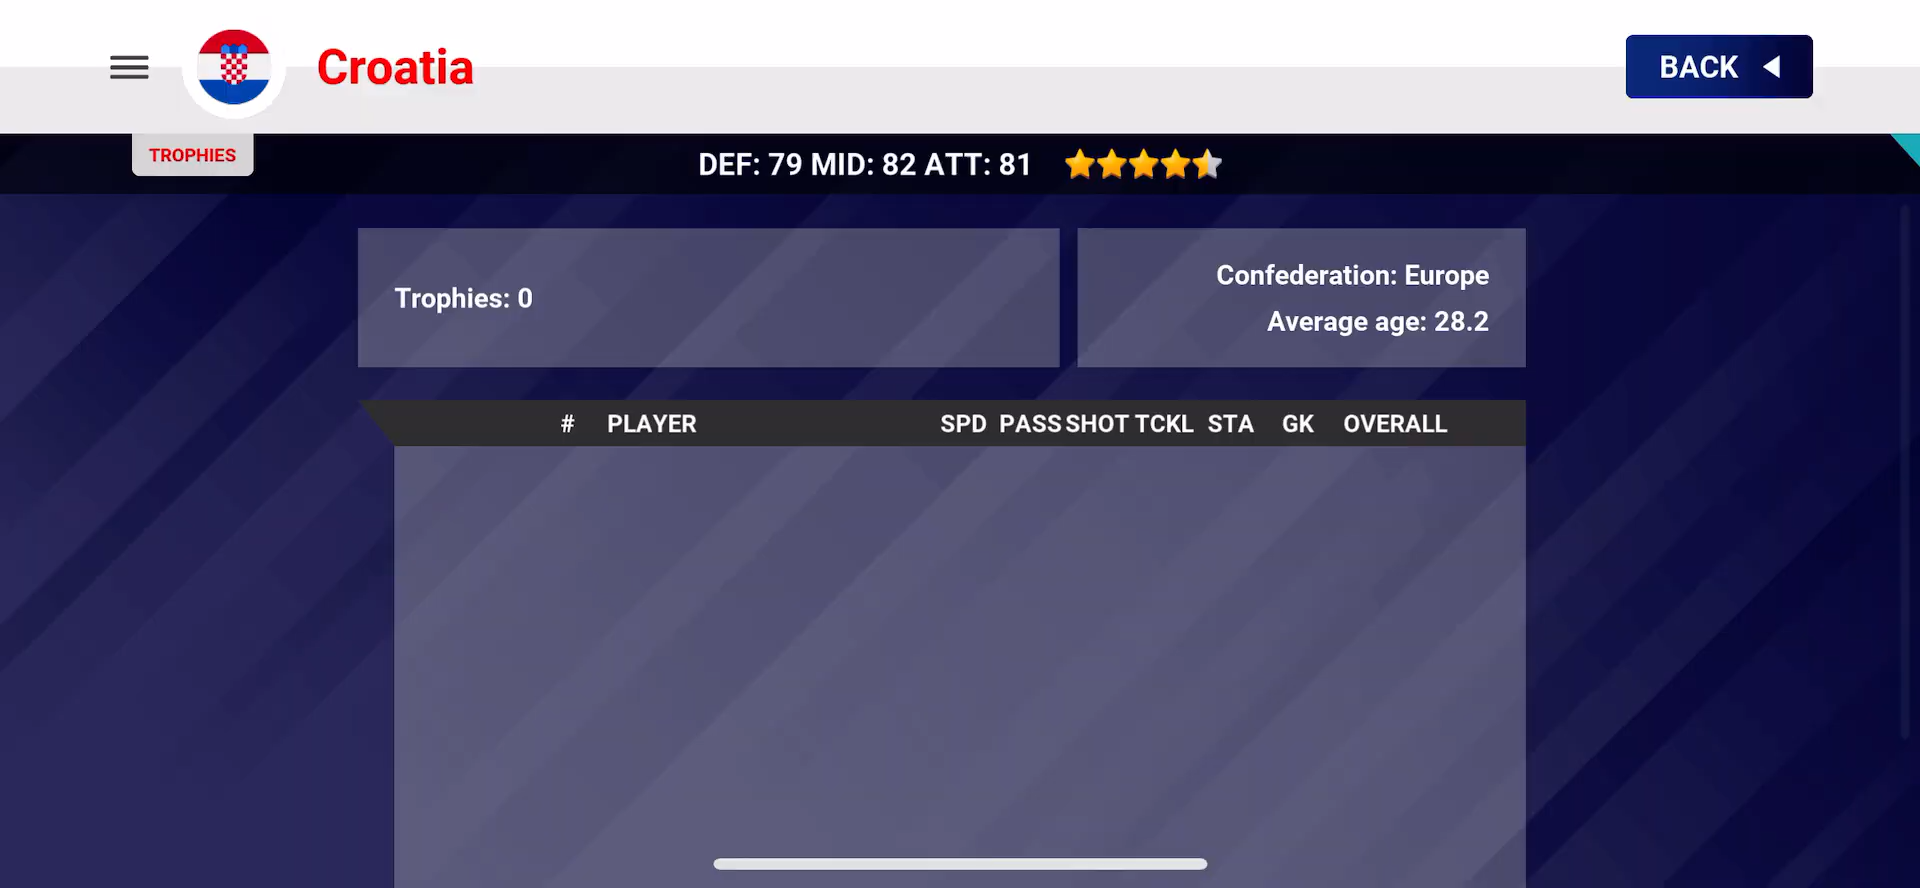 Croatia
BACK
TROPHIES
DEF: 79 MID: 82 ATT: 81
Trophies: 0
Confederation: Europe
Average age: 28.2
# PLAYER SPD PASS SHOT TCKL STA GK OVERALL